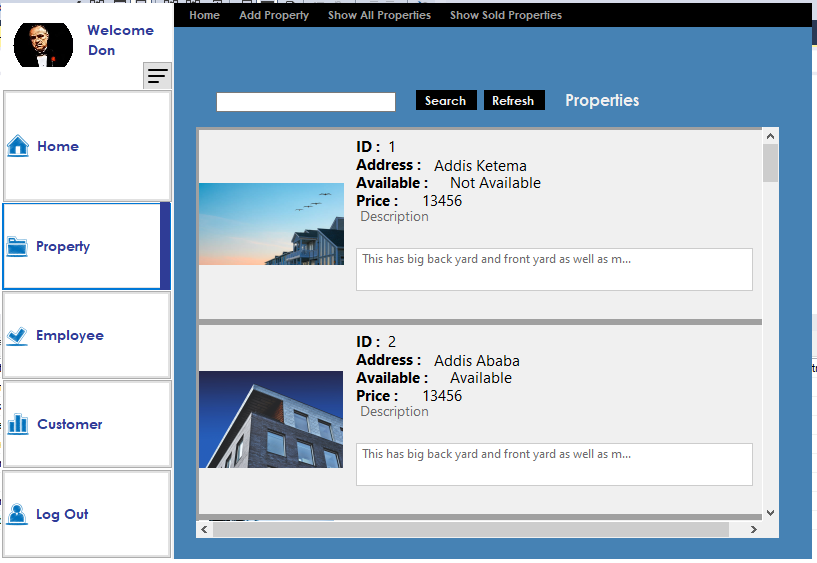 Home Add Property Show All Properties Show Sold Properties
Welcome
Don
Search Refresh Properties
Home
Property
Employee
Customer
Log Out
ID : 1
Address : Addis Ketema
Available : Not Available
Price : 13456
Description
This has big back yard and front yard as well as m...
ID : 2
Address : Addis Ababa
Available : Available
Price : 13456
Description
This has big back yard and front yard as well as m...